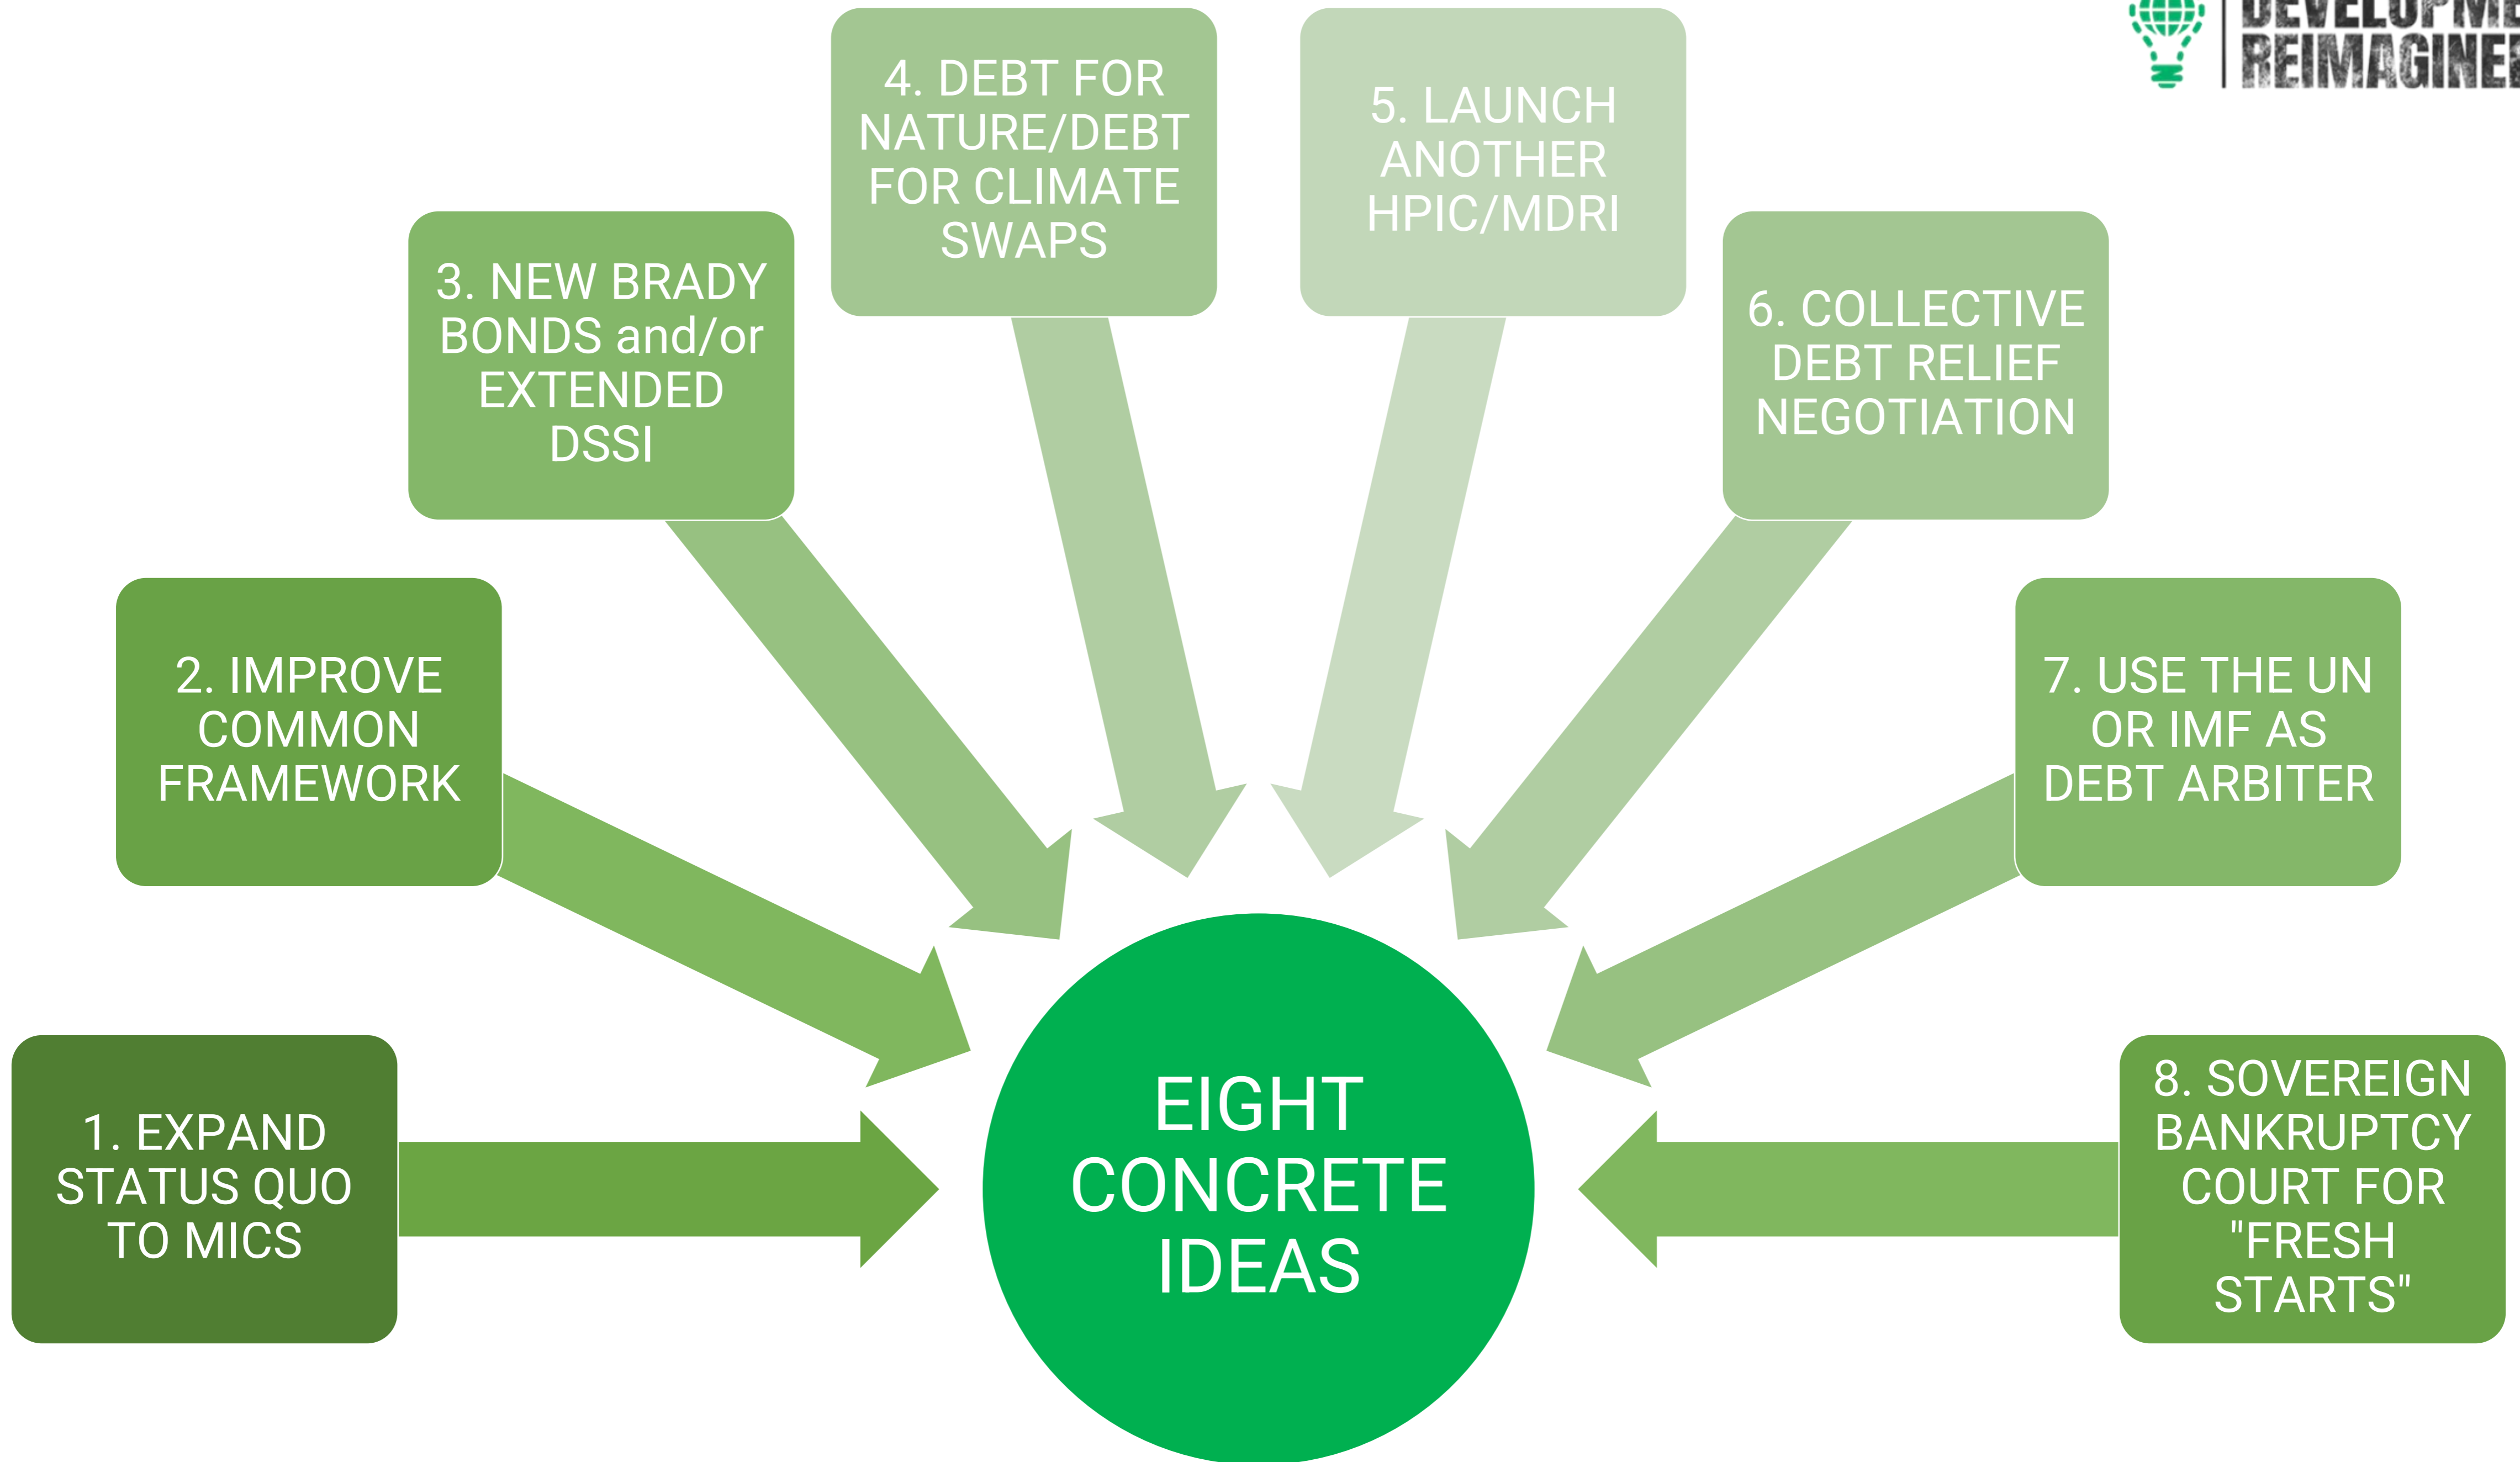 4. DEBT FOR
NATURE/DEBT
FOR CLIMATE
SWAPS
5. LAUNCH
ANOTHER
HPIC/MDRI
3. NEW BRADY
BONDS and/or
EXTENDED
DSSI
6. COLLECTIVE
DEBT RELIEF
NEGOTIATION
2. IMPROVE
COMMON
FRAMEWORK
7. USE THE UN
OR IMF AS
DEBT ARBITER
1. EXPAND
STATUS QUO
TO MICS
EIGHT
CONCRETE
IDEAS
8. SOVEREIGN
BANKRUPTCY
COURT FOR
"FRESH
STARTS"